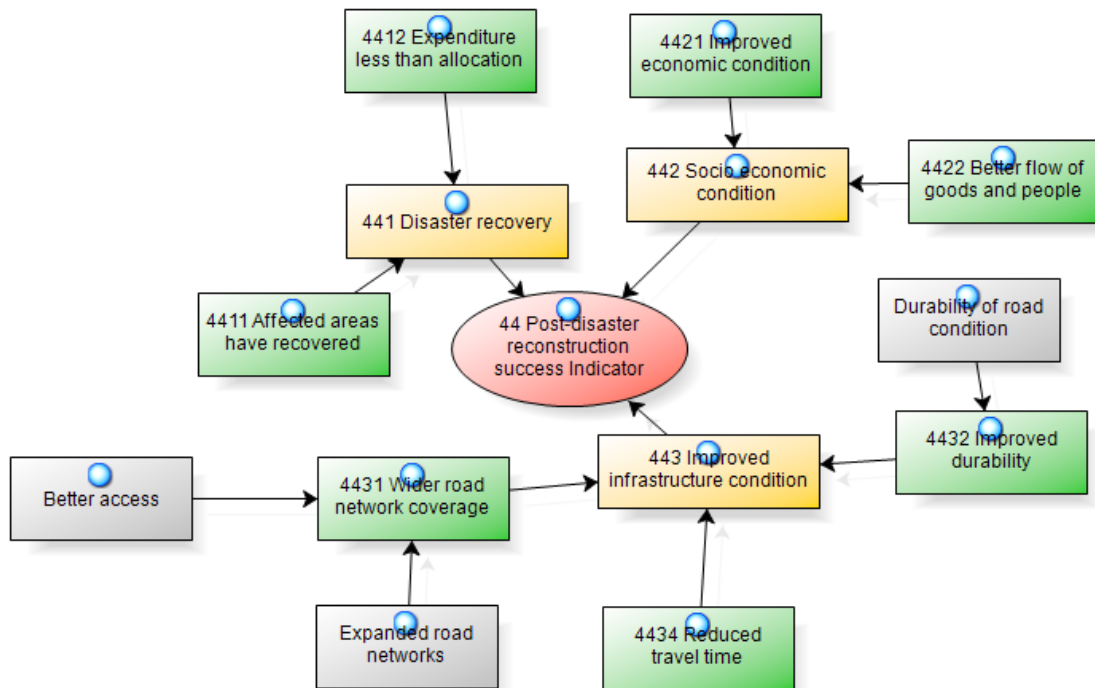 4412 Expenditure
less than allocation
4421 Improved
economic condition
442 Socio economic
condition
4422 Better flow of
goods and people
441 Disaster recovery
4411 Affected areas
have recovered
44 Post-disaster
reconstruction
success Indicator
Durability of road
condition
4432 Improved
durability
443 Improved
infrastructure condition
4431 Wider road
network coverage
Better access
Expanded road
networks
4434 Reduced
travel time